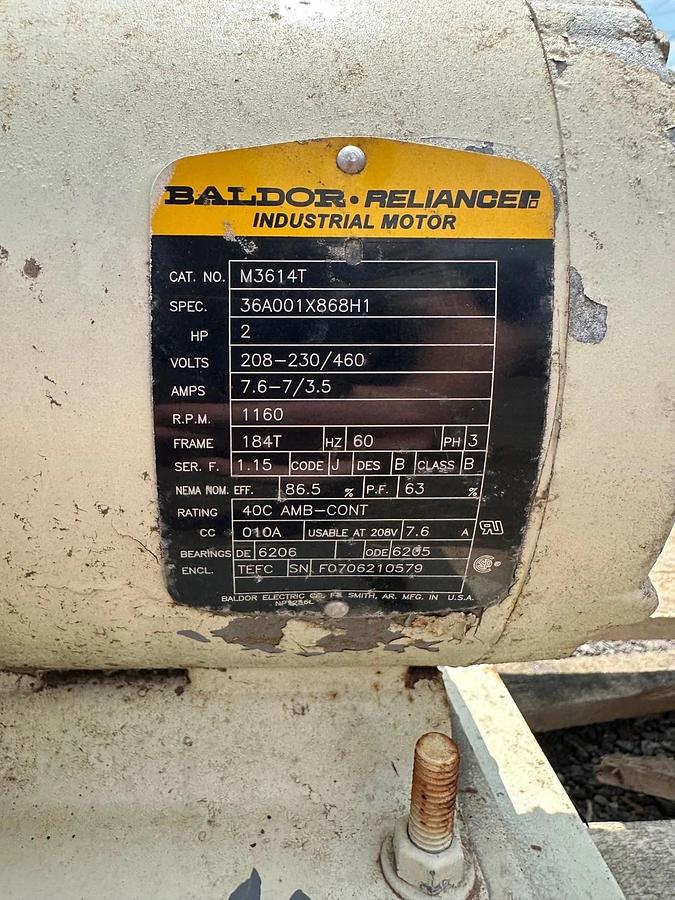 BALDOR • RELIANCE
INDUSTRIAL MOTOR
CAT. NO. M3614T
SPEC. 36A001X868H1
HP 2
VOLTS 208-230/460
AMPS 7.6-7/3.5
R.P.M. 1160
FRAME 184T HZ 60 PH 3
SER. F. 1.15 CODE J DES B CLASS B
NEMA NOM. EFF. 86.5 % P.F. 63 %
RATING 40C AMB-CONT
CC 010A USABLE AT 208V 7.6 A
BEARINGS DE 6206 ODE 6205
ENCL. TEFC SN F0706210579
BALDOR ELECTRIC CO. FT. SMITH, AR. MFG. IN U.S.A.